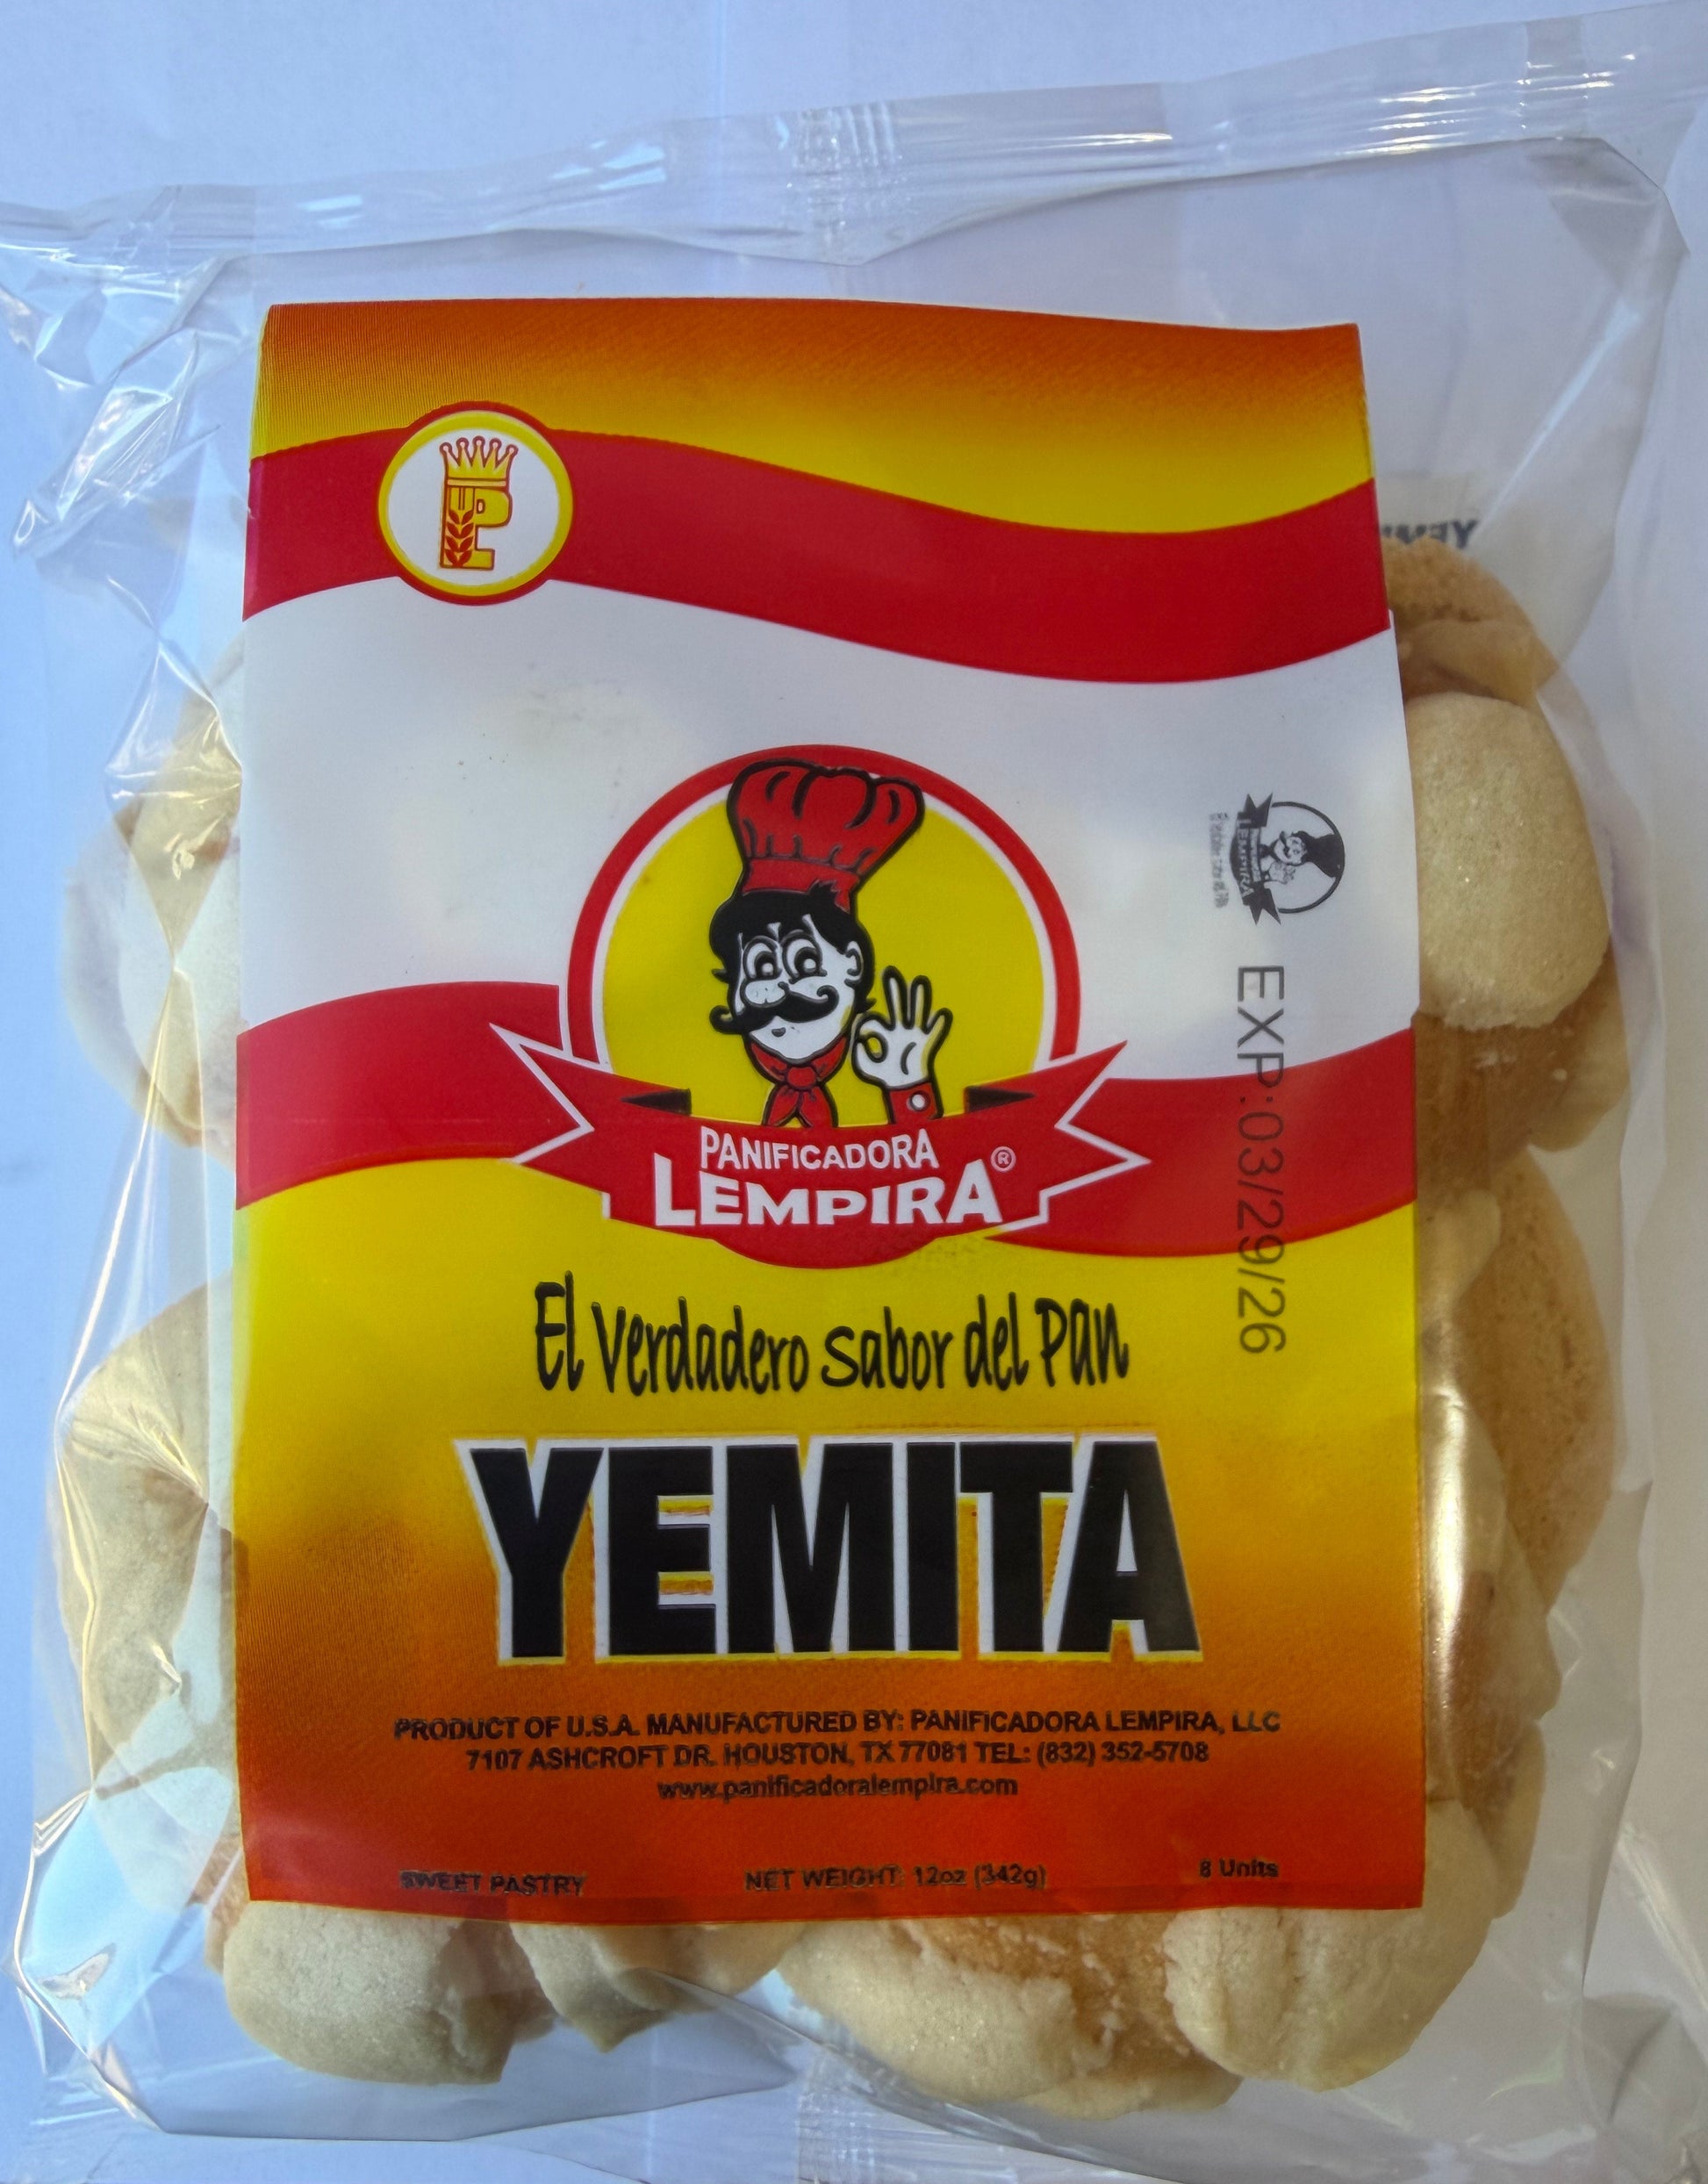 PANIFICADORA
LEMPIRA®
El Verdadero Sabor del Pan
YEMITA
PRODUCT OF U.S.A. MANUFACTURED BY: PANIFICADORA LEMPIRA, LLC
7107 ASHCROFT DR. HOUSTON, TX 77081 TEL: (832) 352-5708
www.panificadoralempira.com
SWEET PASTRY NET WEIGHT: 12oz (342g) 8 Units
LEMPIRA
EXP:03/29/26